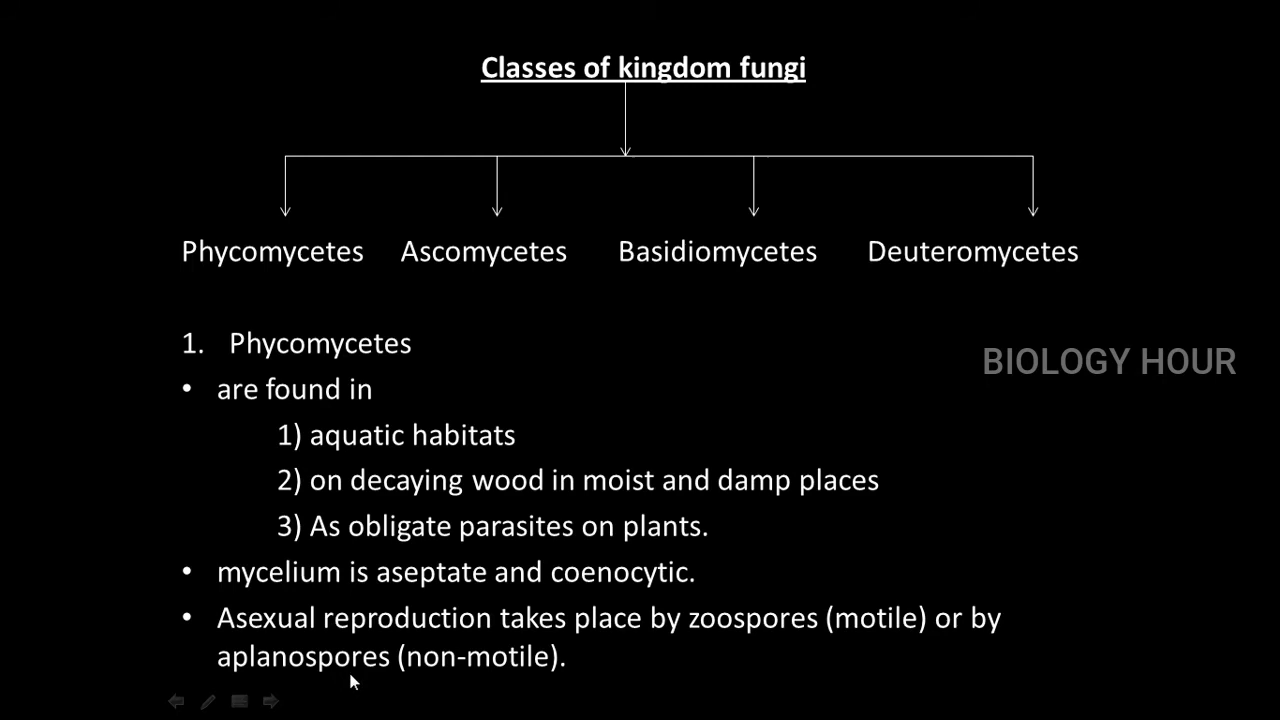 Classes of kingdom fungi
Phycomycetes Ascomycetes Basidiomycetes Deuteromycetes
1. Phycomycetes
BIOLOGY HOUR
• are found in
1) aquatic habitats
2) on decaying wood in moist and damp places
3) As obligate parasites on plants.
• mycelium is aseptate and coenocytic.
• Asexual reproduction takes place by zoospores (motile) or by
aplanospores (non-motile).